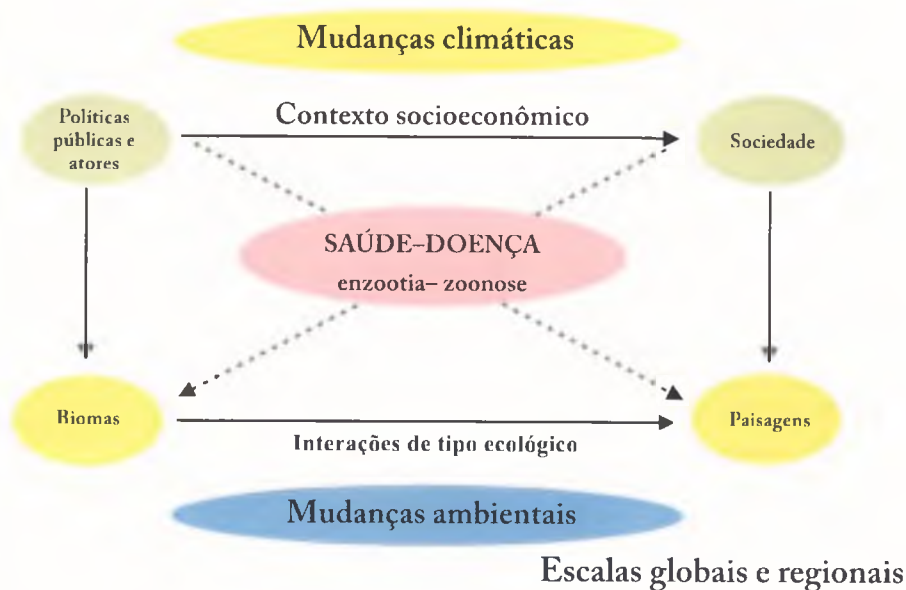 Mudanças climáticas
Políticas
públicas e
atores
Contexto socioeconômico
Sociedade
SAÚDE–DOENÇA
enzootia– zoonose
Biomas
Interações de tipo ecológico
Paisagens
Mudanças ambientais
Escalas globais e regionais